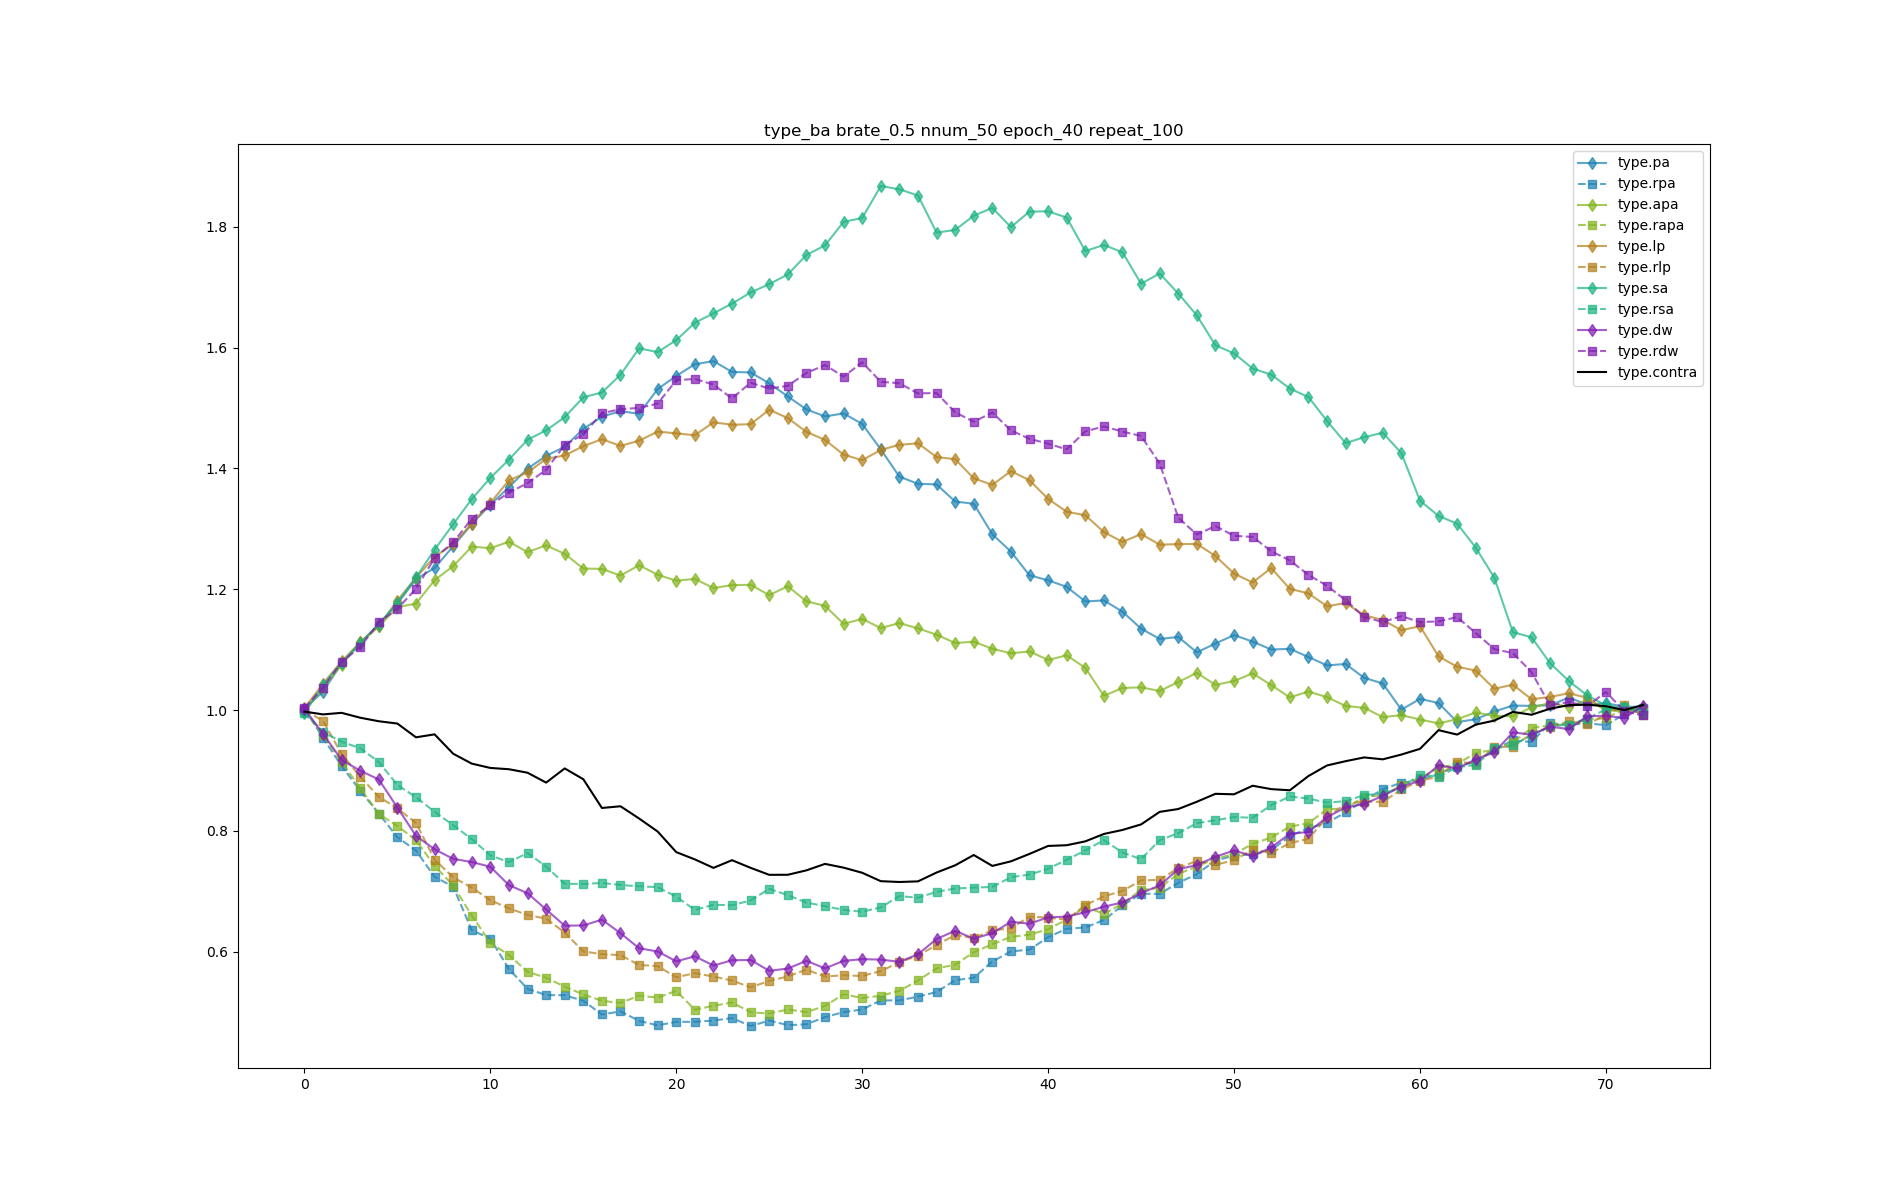 type_ba brate_0.5 nnum_50 epoch_40 repeat_100
type.pa
type.rpa
type.apa
type.rapa
type.lp
type.rlp
type.sa
type.rsa
type.dw
type.rdw
type.contra
1.8
1.6
1.4
1.2
1.0
0.8
0.6
0 10 20 30 40 50 60 70